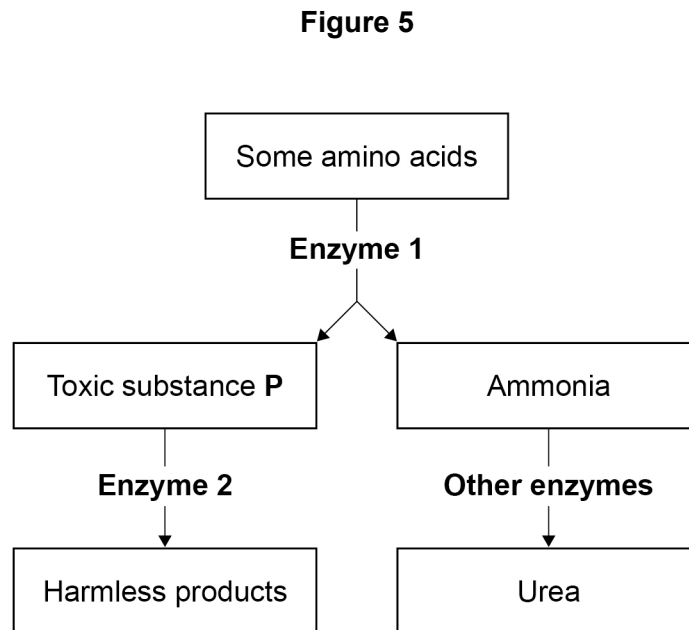 Figure 5
Some amino acids
Enzyme 1
Toxic substance P
Ammonia
Enzyme 2
Other enzymes
Harmless products
Urea